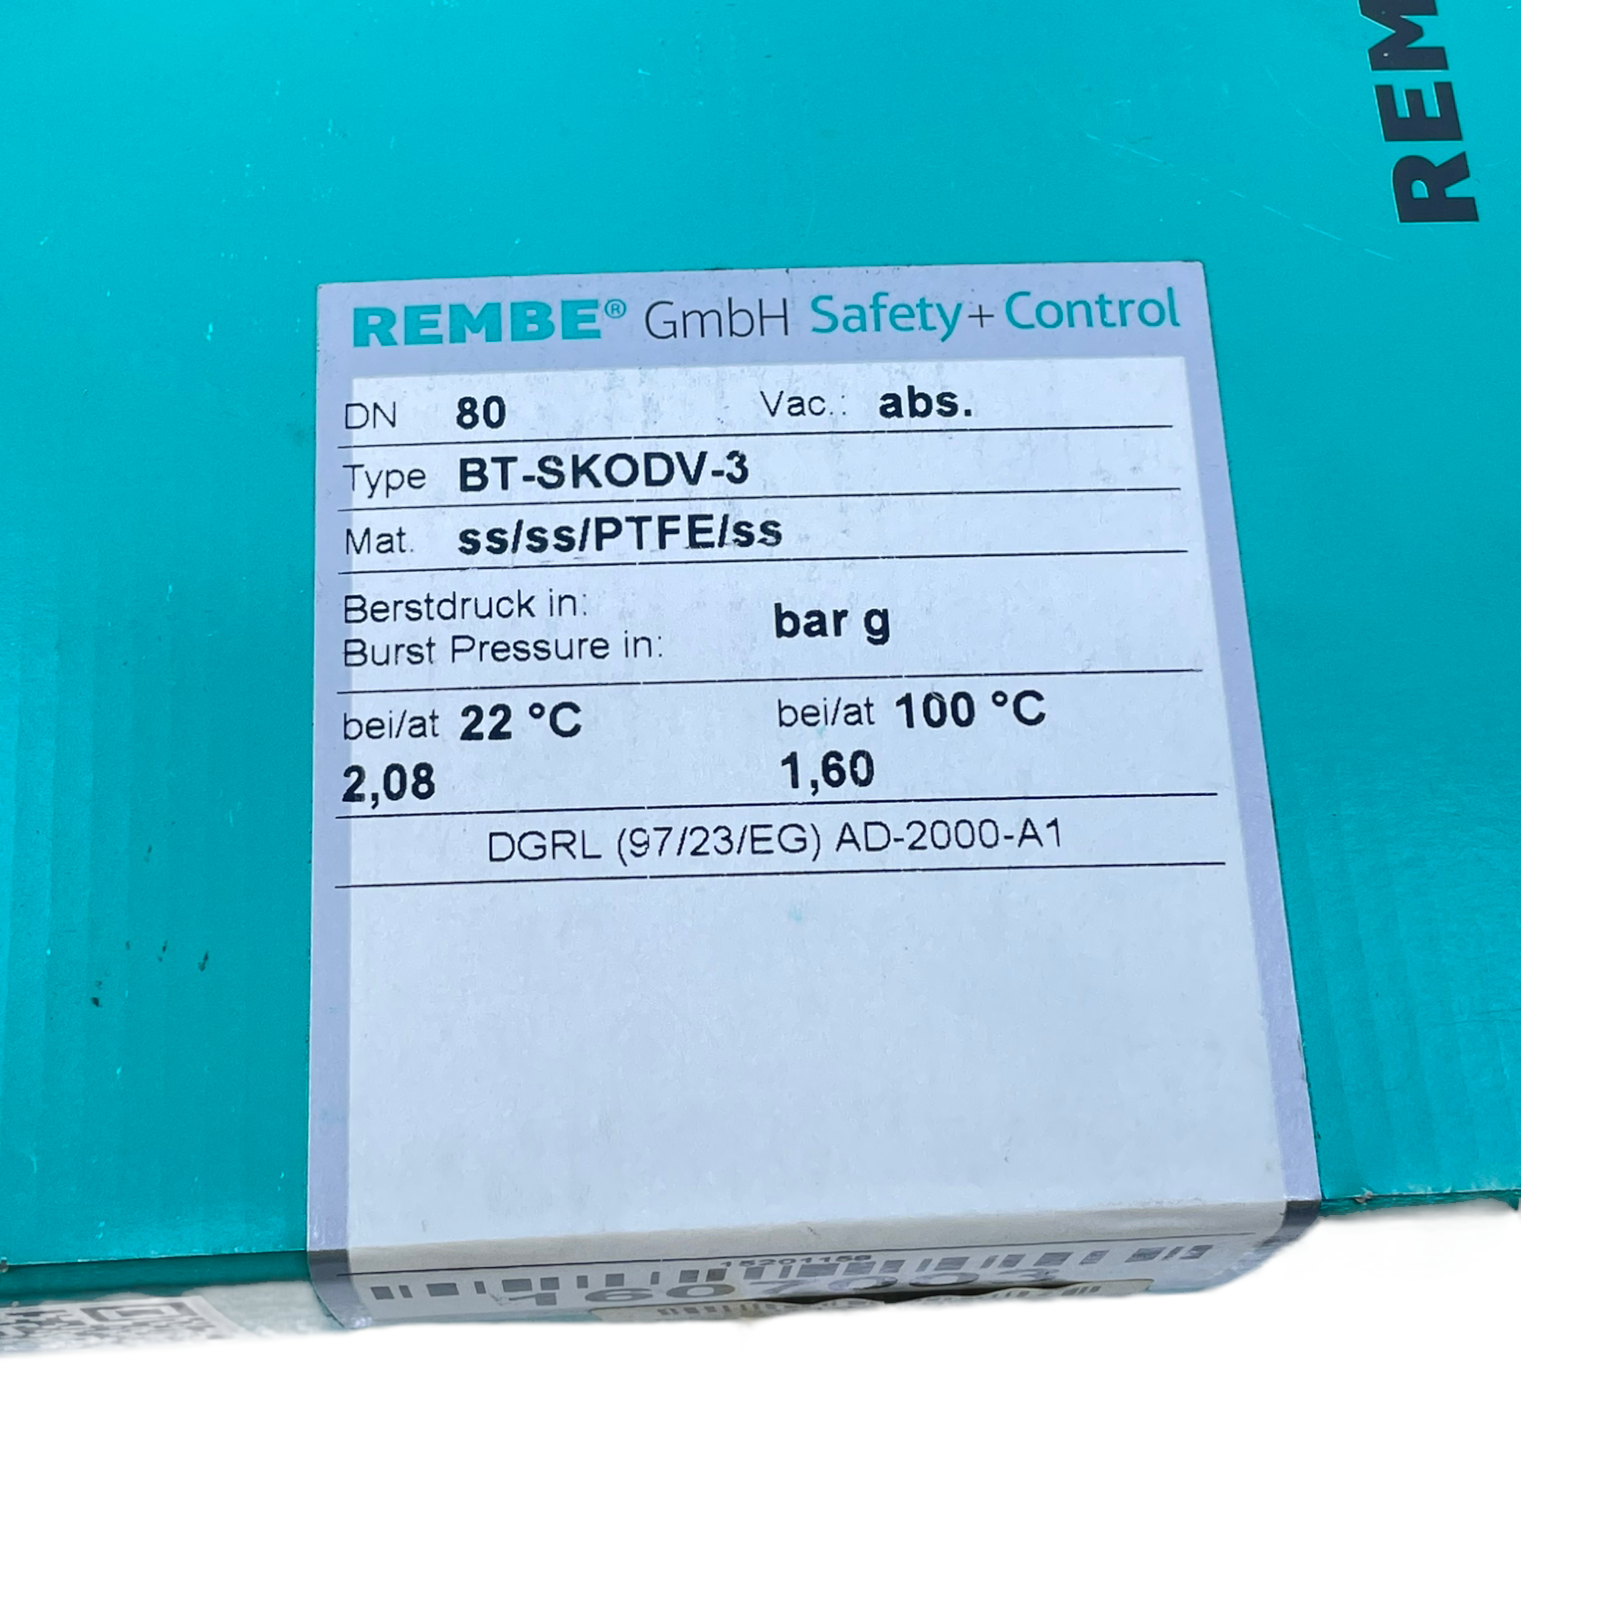 REM
REMBE® GmbH Safety+Control
DN 80 Vac.: abs.
Type BT-SKODV-3
Mat. ss/ss/PTFE/ss
Berstdruck in:
Burst Pressure in: bar g
bei/at 22 °C bei/at 100 °C
2,08 1,60
DGRL (97/23/EG) AD-2000-A1
15201158